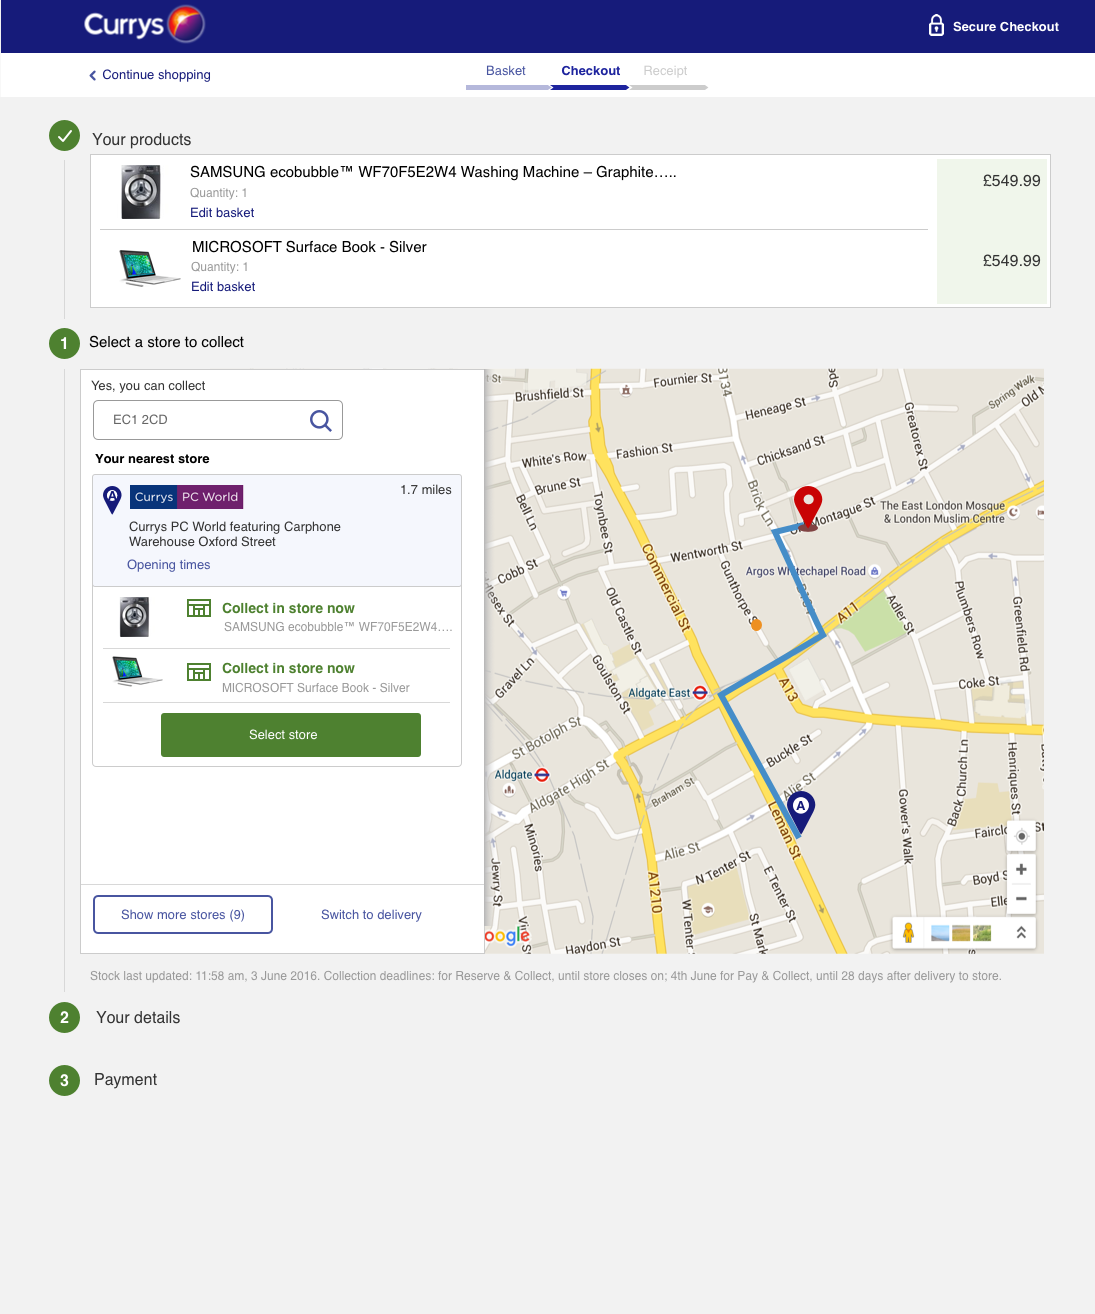 Currys
Secure Checkout
Continue shopping
Basket
Checkout
Receipt
Your products
SAMSUNG ecobubble™ WF70F5E2W4 Washing Machine – Graphite…..
£549.99
Quantity: 1
Edit basket
MICROSOFT Surface Book - Silver
£549.99
Quantity: 1
Edit basket
1
Select a store to collect
Yes, you can collect
EC1 2CD
Your nearest store
A
Currys PC World
1.7 miles
Currys PC World featuring Carphone
Warehouse Oxford Street
Opening times
Collect in store now
SAMSUNG ecobubble™ WF70F5E2W4....
Collect in store now
MICROSOFT Surface Book - Silver
Select store
Show more stores (9)
Switch to delivery
Brushfield St
Fournier St
Heneage St
Spring Walk
Greatorex St
Chicksand St
Fashion St
White's Row
Brune St
Bell Ln
Toynbee St
Brick Ln
Montague St
The East London Mosque
& London Muslim Centre
Commercial St
Wentworth St
Cobb St
Gunthorpe S
Argos Whitechapel Road
Old Castle St
A11
Adler St
Plumbers Row
Greenfield Rd
Gravel Ln
Goulston St
Aldgate East
A13
Coke St
St Botolph St
Buckle St
Aldgate
Aldgate High St
Braham St
Alie St
A
Leman St
Back Church Ln
Henriques St
Gower's Walk
Minories
Alie St
Jewry St
A1210
N Tenter St
E Tenter St
W Tenter
St Mark
Boyd S
Haydon St
oogle
Stock last updated: 11:58 am, 3 June 2016. Collection deadlines: for Reserve & Collect, until store closes on; 4th June for Pay & Collect, until 28 days after delivery to store.
2
Your details
3
Payment